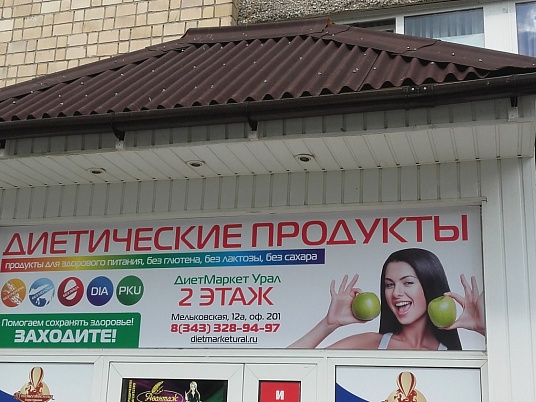 ДИЕТИЧЕСКИЕ ПРОДУКТЫ
продукты для здорового питания, без глютена, без лактозы, без сахара
DIA
PKU
ДиетМаркет Урал
2 ЭТАЖ
Мельковская, 12а, оф. 201
8(343) 328-94-97
dietmarketural.ru
Помогаем сохранять здоровье!
ЗАХОДИТЕ!
Авантаж
И